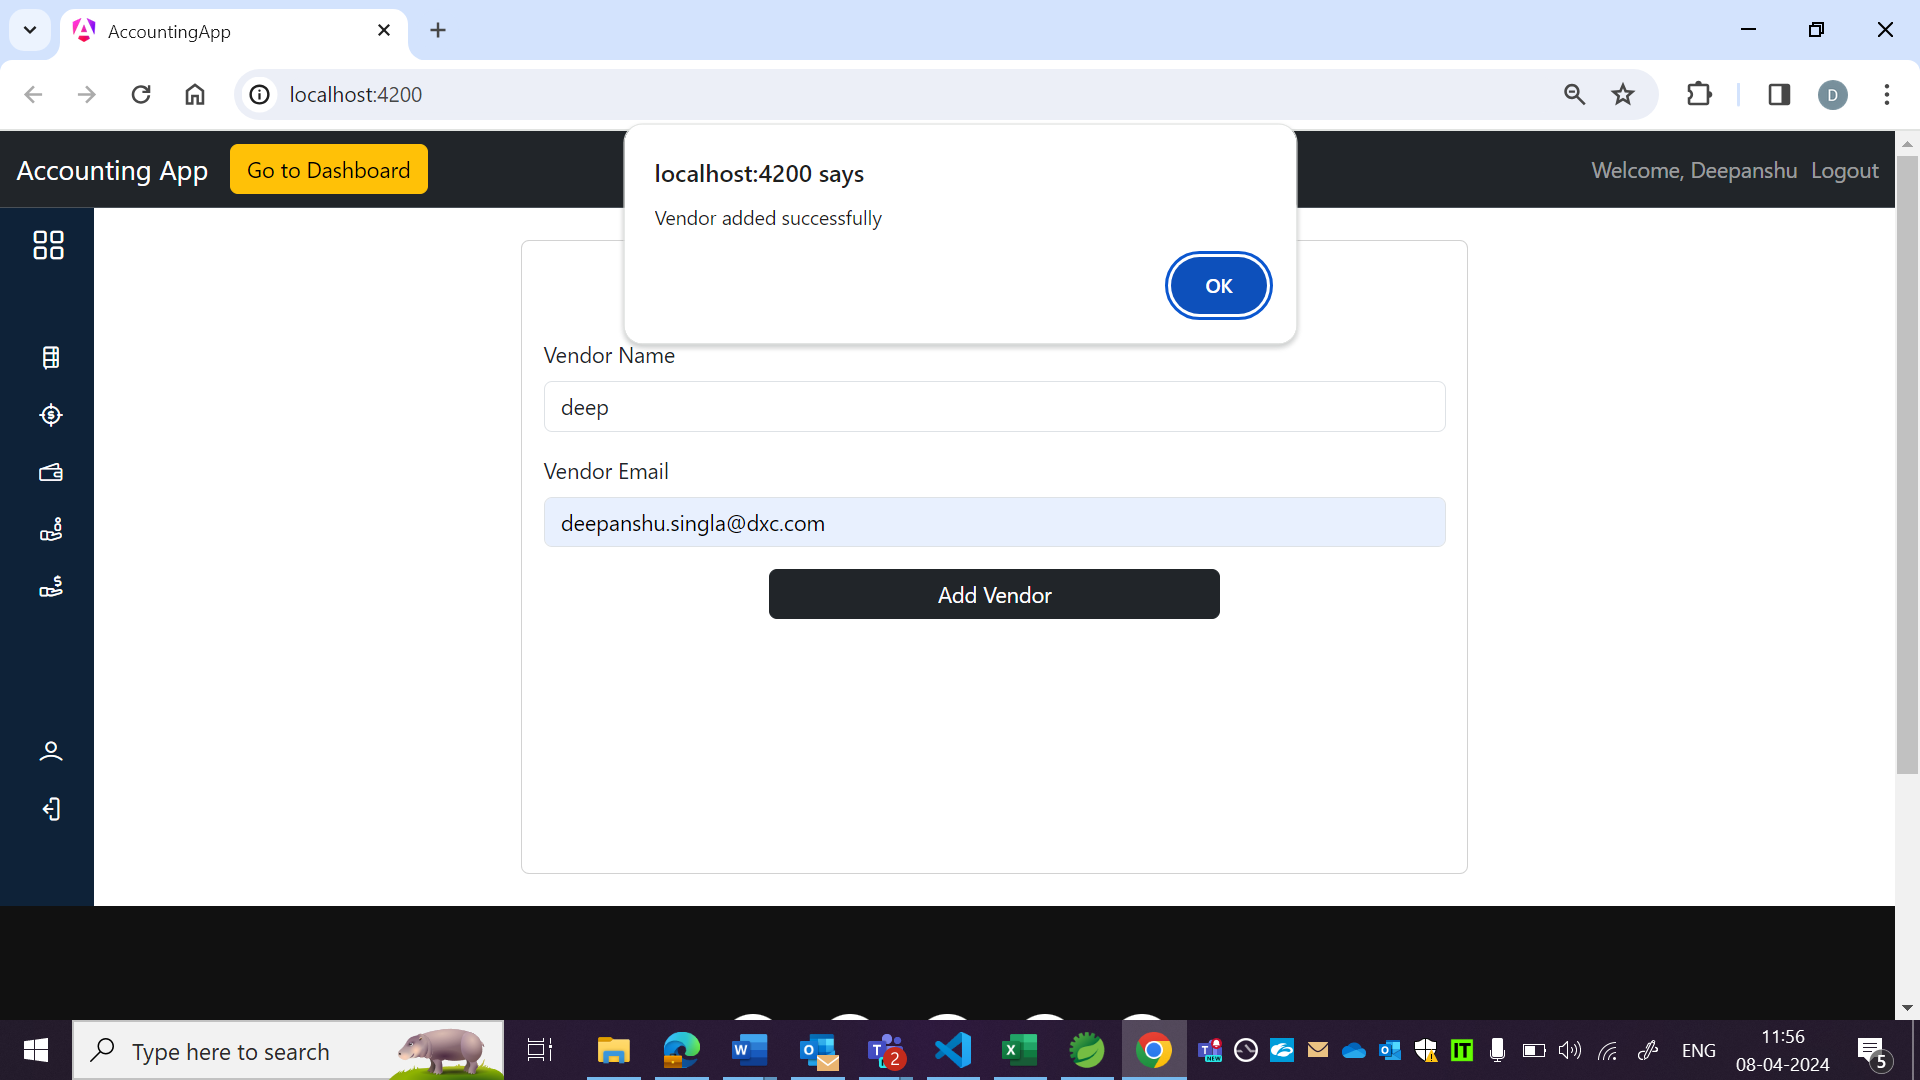 AccountingApp
localhost:4200
Accounting App
Go to Dashboard
Welcome, Deepanshu
Logout
localhost:4200 says
Vendor added successfully
OK
Vendor Name
deep
Vendor Email
deepanshu.singla@dxc.com
Add Vendor
Type here to search
2
ENG
11:56
08-04-2024
5